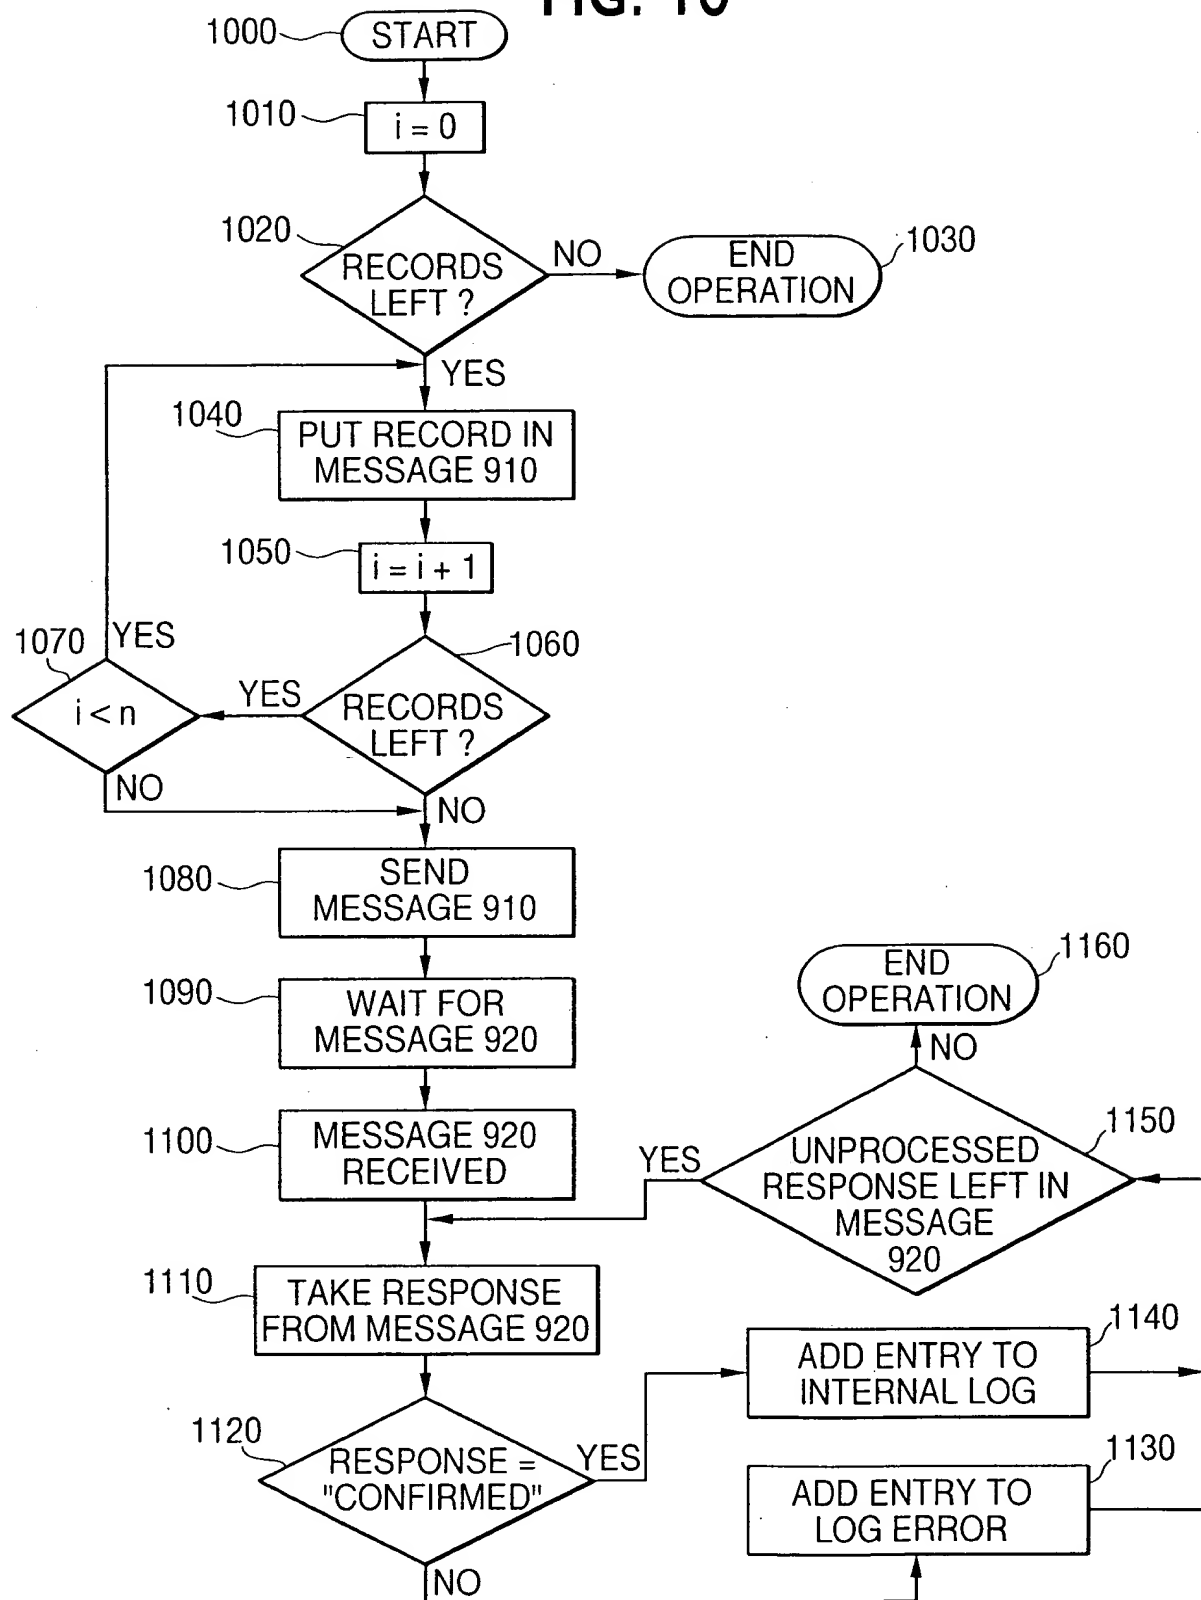 FIG. 10
1000
START
1010
i = 0
1020
RECORDS
LEFT ?
NO
END
OPERATION
1030
YES
1040
PUT RECORD IN
MESSAGE 910
1050
i = i + 1
1060
RECORDS
LEFT ?
YES
1070
i < n
YES
NO
NO
1080
SEND
MESSAGE 910
1090
WAIT FOR
MESSAGE 920
1100
MESSAGE 920
RECEIVED
1110
TAKE RESPONSE
FROM MESSAGE 920
1120
RESPONSE =
"CONFIRMED"
YES
NO
1160
END
OPERATION
NO
1150
UNPROCESSED
RESPONSE LEFT IN
MESSAGE
920
YES
1140
ADD ENTRY TO
INTERNAL LOG
1130
ADD ENTRY TO
LOG ERROR